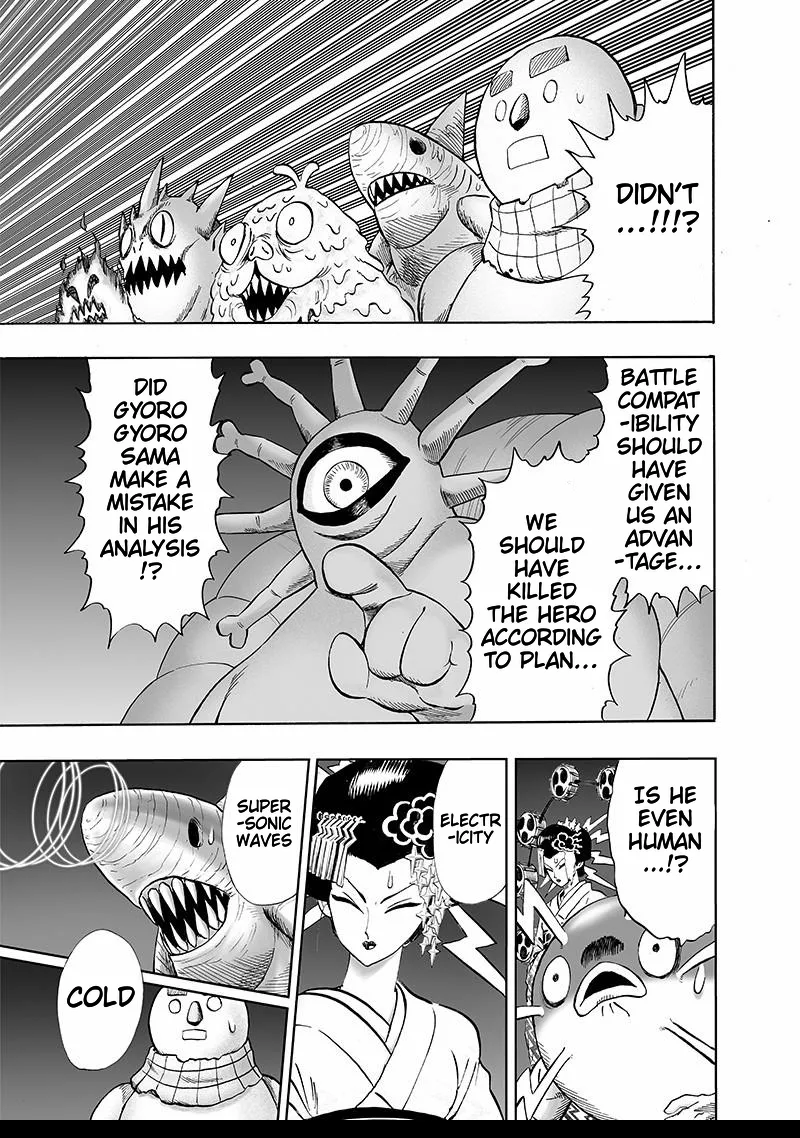 DIDN'T
...!!!?
BATTLE
COMPAT
-IBILITY
SHOULD
HAVE
GIVEN
US AN
ADVAN
-TAGE...
WE
SHOULD
HAVE
KILLED
THE HERO
ACCORDING
TO PLAN...
DID
GYORO
GYORO
SAMA
MAKE A
MISTAKE
IN HIS
ANALYSIS
!?
IS HE
EVEN
HUMAN
...!?
ELECTR
-ICITY
SUPER
-SONIC
WAVES
COLD